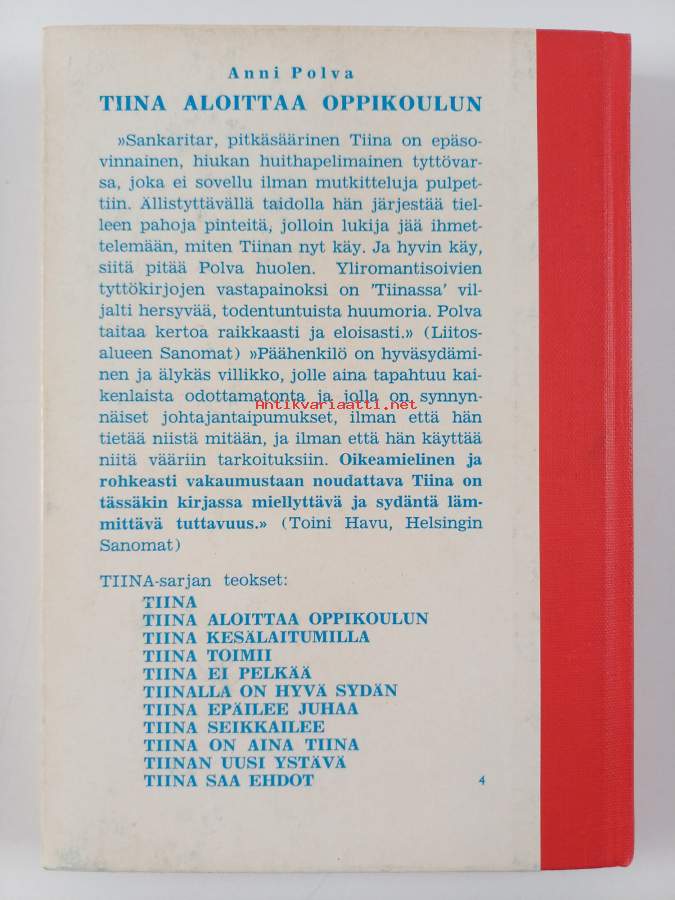 Anni Polva
TIINA ALOITTAA OPPIKOULUN
»Sankaritar, pitkäsäärinen Tiina on epäso-
vinnainen, hiukan huithapelimainen tyttövar-
sa, joka ei sovellu ilman mutkitteluja pulpet-
tiin. Ällistyttävällä taidolla hän järjestää tiel-
leen pahoja pinteitä, jolloin lukija jää ihmet-
telemään, miten Tiinan nyt käy. Ja hyvin käy,
siitä pitää Polva huolen. Yliromantisoivien
tyttökirjojen vastapainoksi on 'Tiinassa' vil-
jalti hersyvää, todentuntuista huumoria. Polva
taitaa kertoa raikkaasti ja eloisasti.» (Liitos-
alueen Sanomat) »Päähenkilö on hyväsydämi-
nen ja älykäs villikko, jolle aina tapahtuu kai-
kenlaista odottamatonta ja jolla on synnyn-
Antikvariaatti.net
näiset johtajantaipumukset, ilman että hän
tietää niistä mitään, ja ilman että hän käyttää
niitä vääriin tarkoituksiin. Oikeamielinen ja
rohkeasti vakaumustaan noudattava Tiina on
tässäkin kirjassa miellyttävä ja sydäntä läm-
mittävä tuttavuus.» (Toini Havu, Helsingin
Sanomat)
TIINA-sarjan teokset:
TIINA
TIINA ALOITTAA OPPIKOULUN
TIINA KESÄLAITUMILLA
TIINA TOIMII
TIINA EI PELKÄÄ
TIINALLA ON HYVÄ SYDÄN
TIINA EPÄILEE JUHAA
TIINA SEIKKAILEE
TIINA ON AINA TIINA
TIINAN UUSI YSTÄVÄ
TIINA SAA EHDOT 4